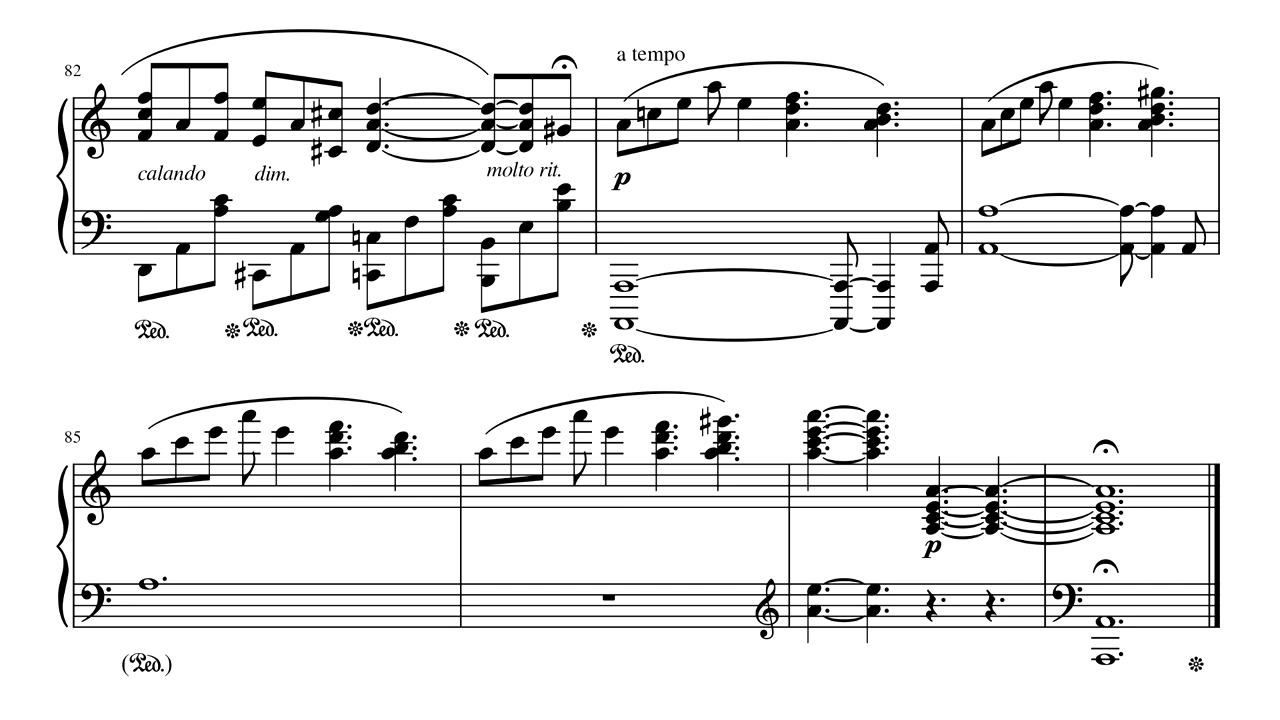 82
a tempo
calando dim. molto rit.
p
Ped. Ped. Ped. Ped.
Ped.
85
p
(Ped.)